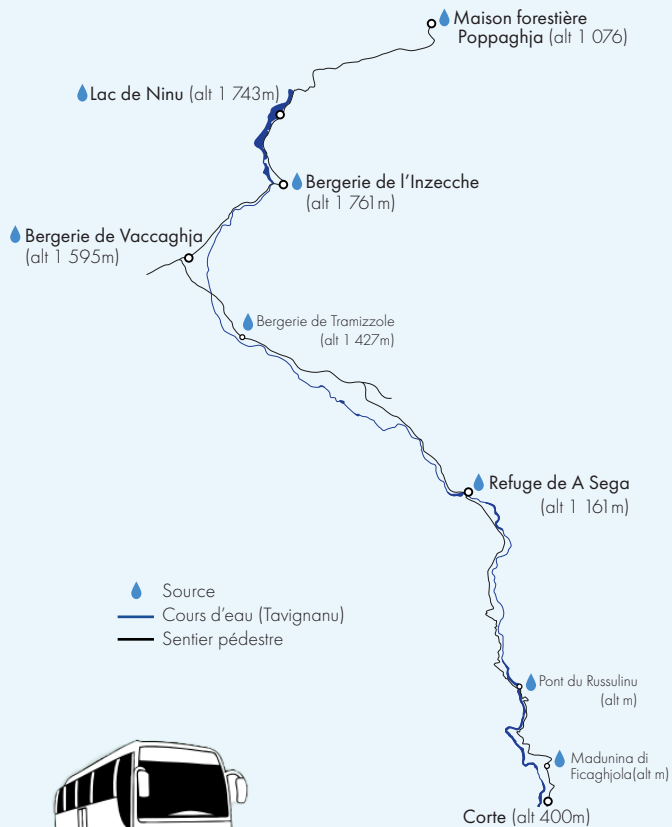 Maison forestière
Poppaghja (alt 1 076)
Lac de Ninu (alt 1 743m)
Bergerie de l'Inzecche
(alt 1 761m)
Bergerie de Vaccaghja
(alt 1 595m)
Bergerie de Tramizzole
(alt 1 427m)
Refuge de A Sega
(alt 1 161m)
Source
Cours d'eau (Tavignanu)
Sentier pédestre
Pont du Russulinu
(alt m)
Madunina di
Ficaghjola(alt m)
Corte (alt 400m)